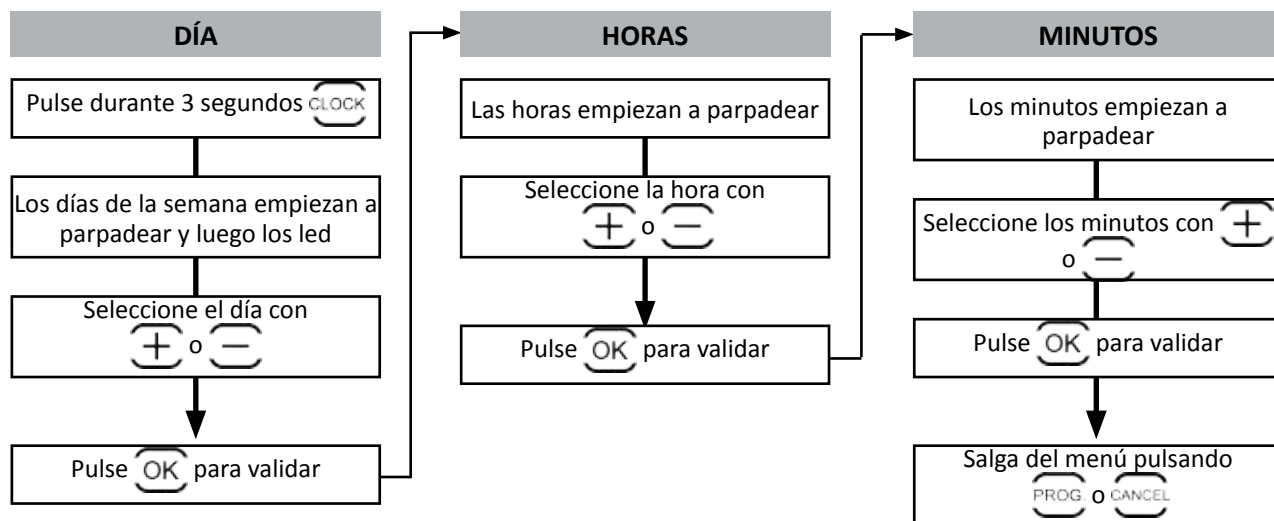 DÍA
Pulse durante 3 segundos CLOCK
Los días de la semana empiezan a
parpadear y luego los led
Seleccione el día con
+ o −
Pulse OK para validar
HORAS
Las horas empiezan a parpadear
Seleccione la hora con
+ o −
Pulse OK para validar
MINUTOS
Los minutos empiezan a
parpadear
Seleccione los minutos con +
o −
Pulse OK para validar
Salga del menú pulsando
PROG. o CANCEL